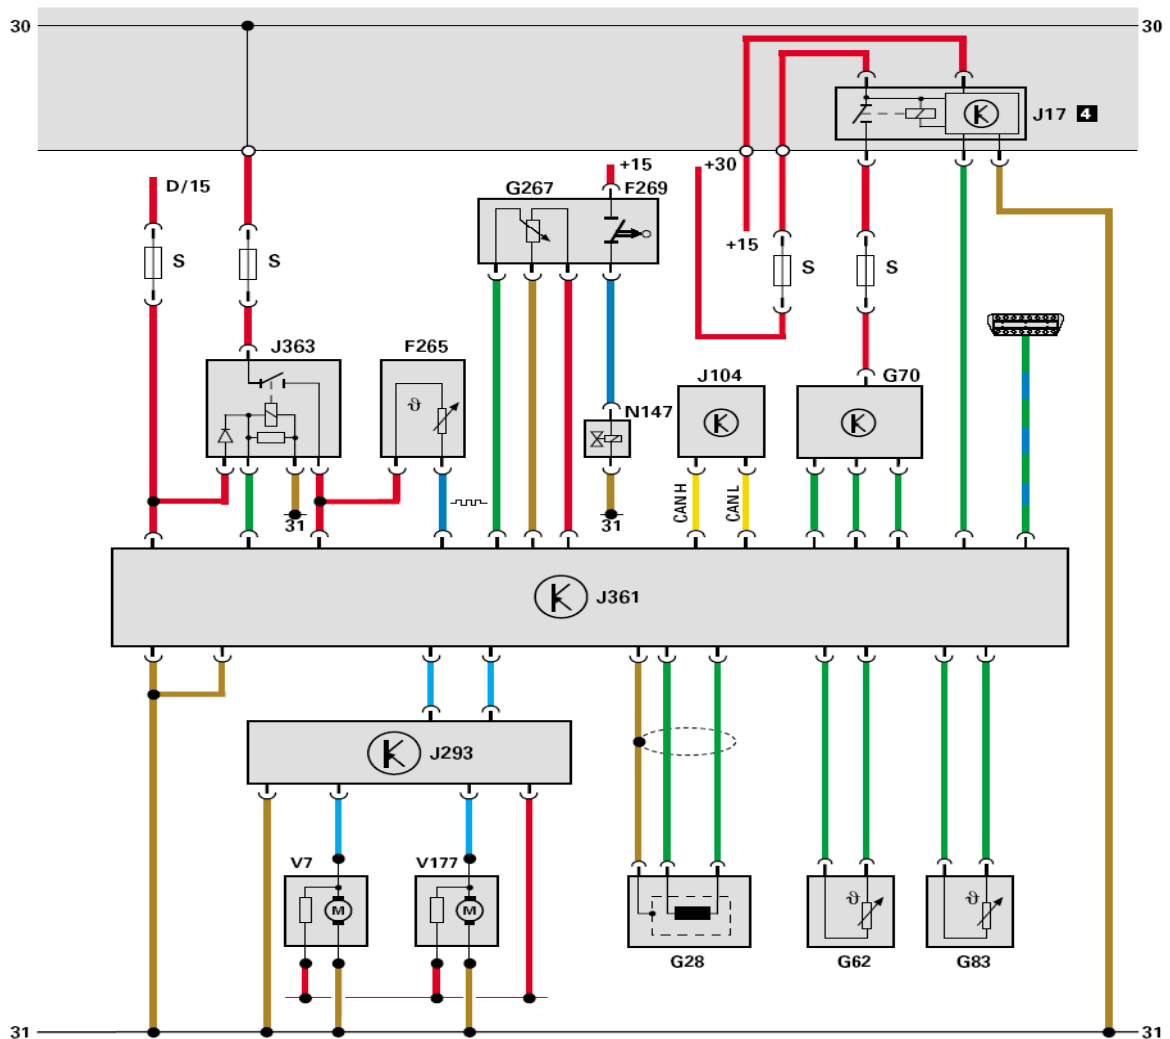 30 30
J17 4
+15 +30
D/15 G267 F269
+15
S S S S
J363 F265
ϑ J104 G70
N147
CAN H CAN L
31 31
J361
J293
V7 V177
M M ϑ ϑ
G28 G62 G83
31 31